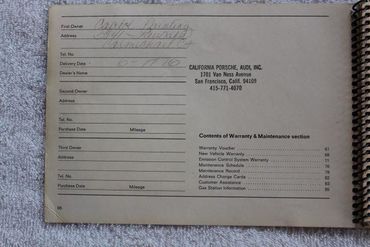 First Owner
Address
Tel. No.
Delivery Date
Dealer's Name
CALIFORNIA PORSCHE, AUDI, INC.
1701 Van Ness Avenue
San Francisco, Calif. 94109
415-771-4070
Second Owner
Address
Tel. No.
Purchase Date Mileage
Third Owner
Address
Tel. No.
Purchase Date Mileage
Contents of Warranty & Maintenance section
Warranty Voucher
New Vehicle Warranty
Emission Control System Warranty
Maintenance Schedule
Maintenance Record
Address Change Cards
Customer Assistance
Gas Station Information